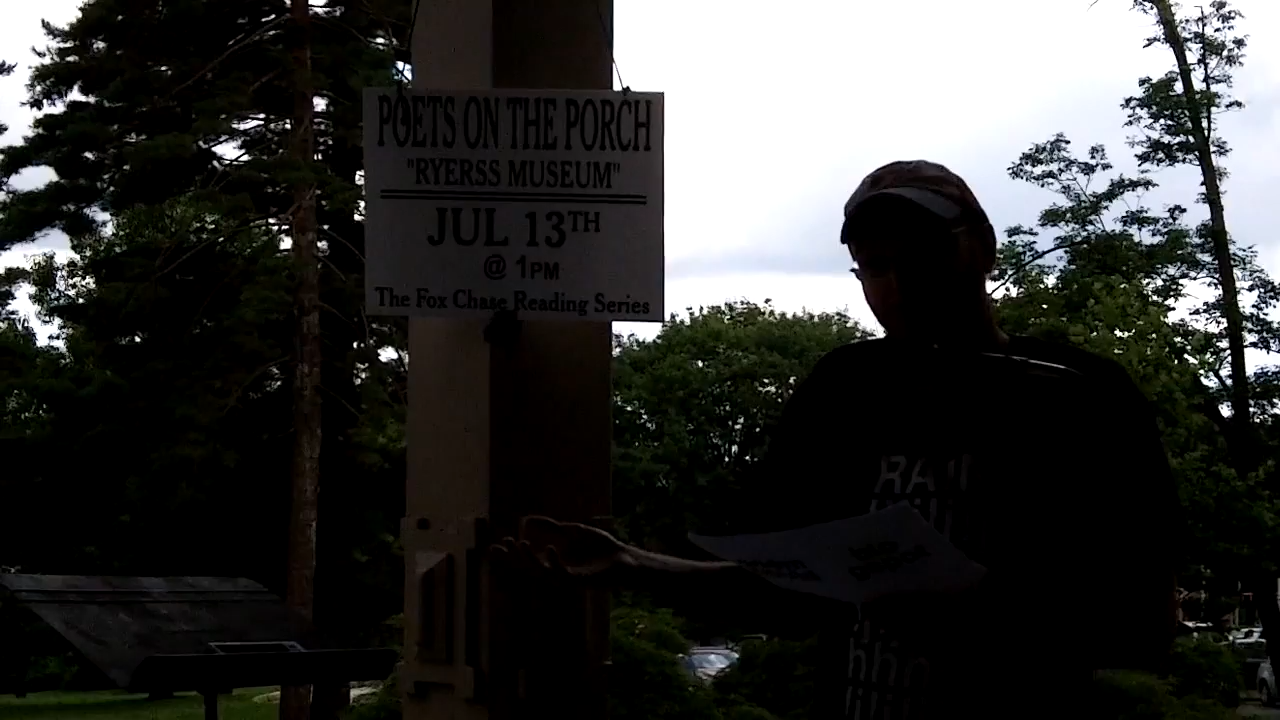 POETS ON THE PORCH
"RYERSS MUSEUM"
JUL 13TH
@ 1PM
The Fox Chase Reading Series